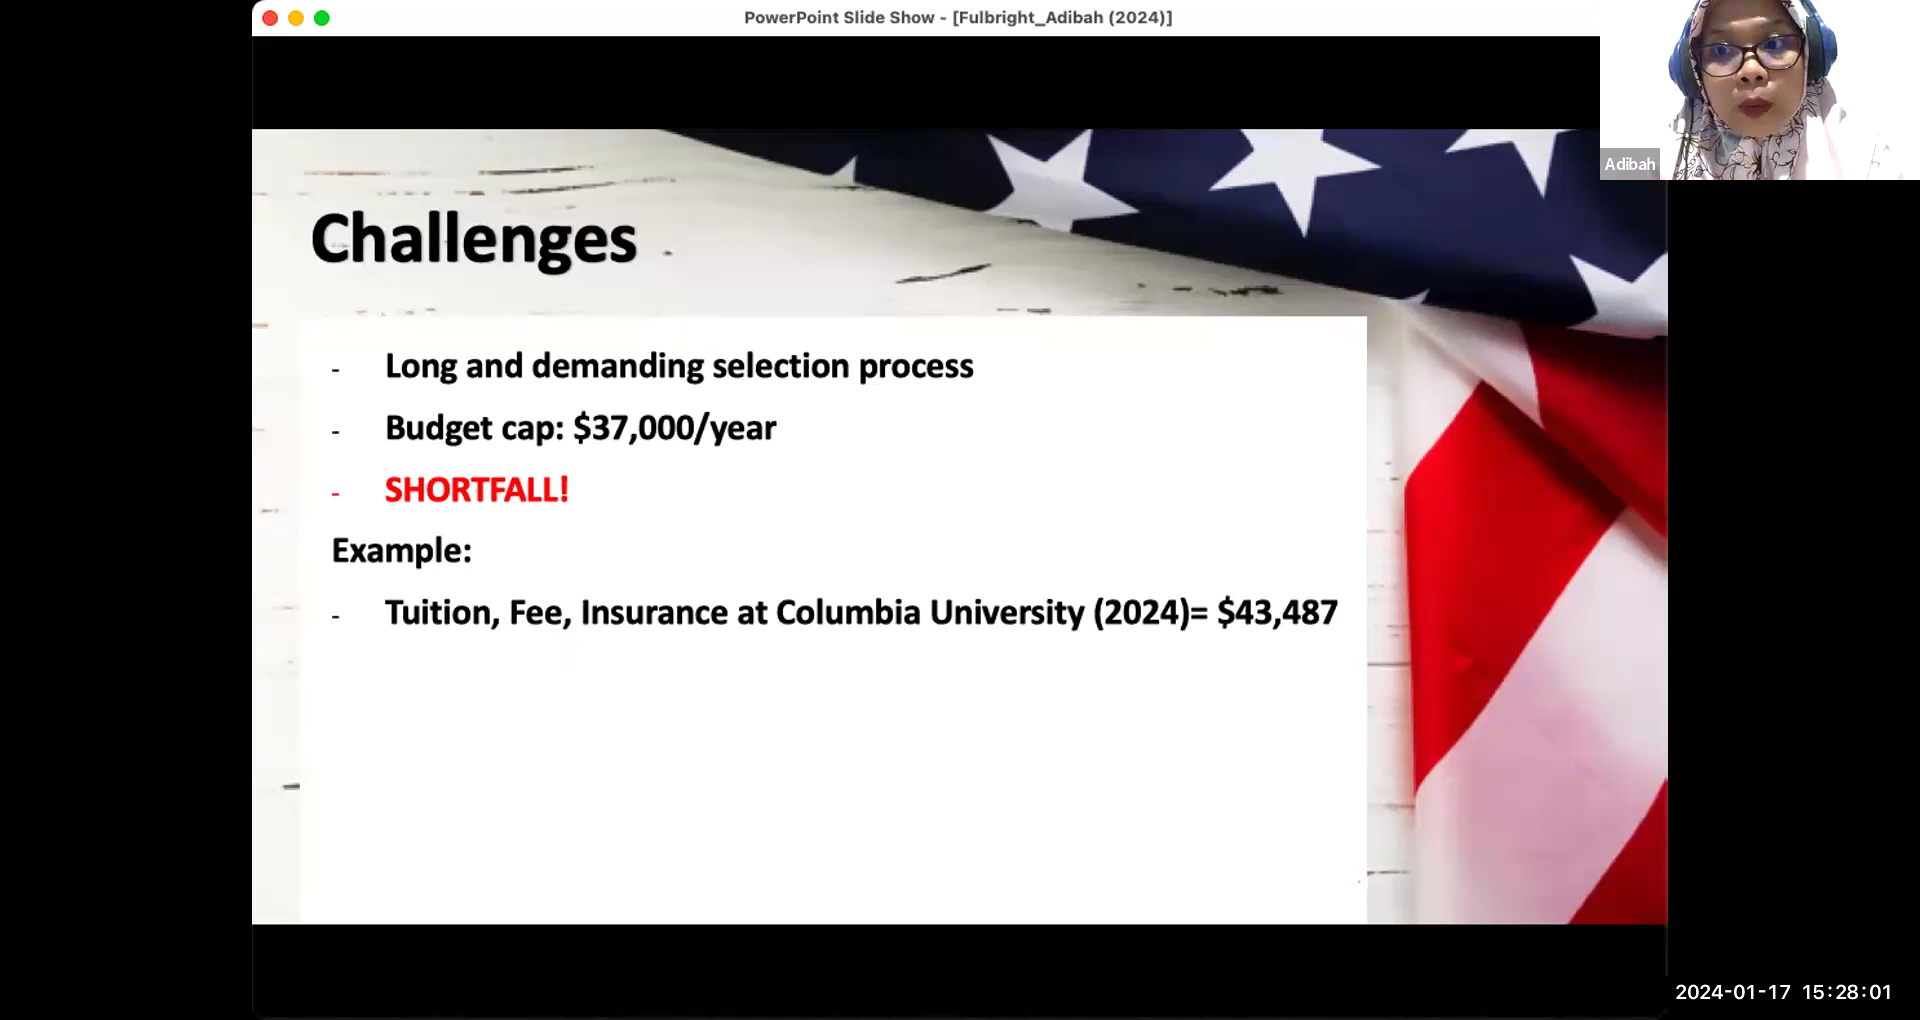 PowerPoint Slide Show - [Fulbright_Adibah (2024)]
Adibah
Challenges
- Long and demanding selection process
- Budget cap: $37,000/year
- SHORTFALL!
Example:
- Tuition, Fee, Insurance at Columbia University (2024)= $43,487
2024-01-17 15:28:01